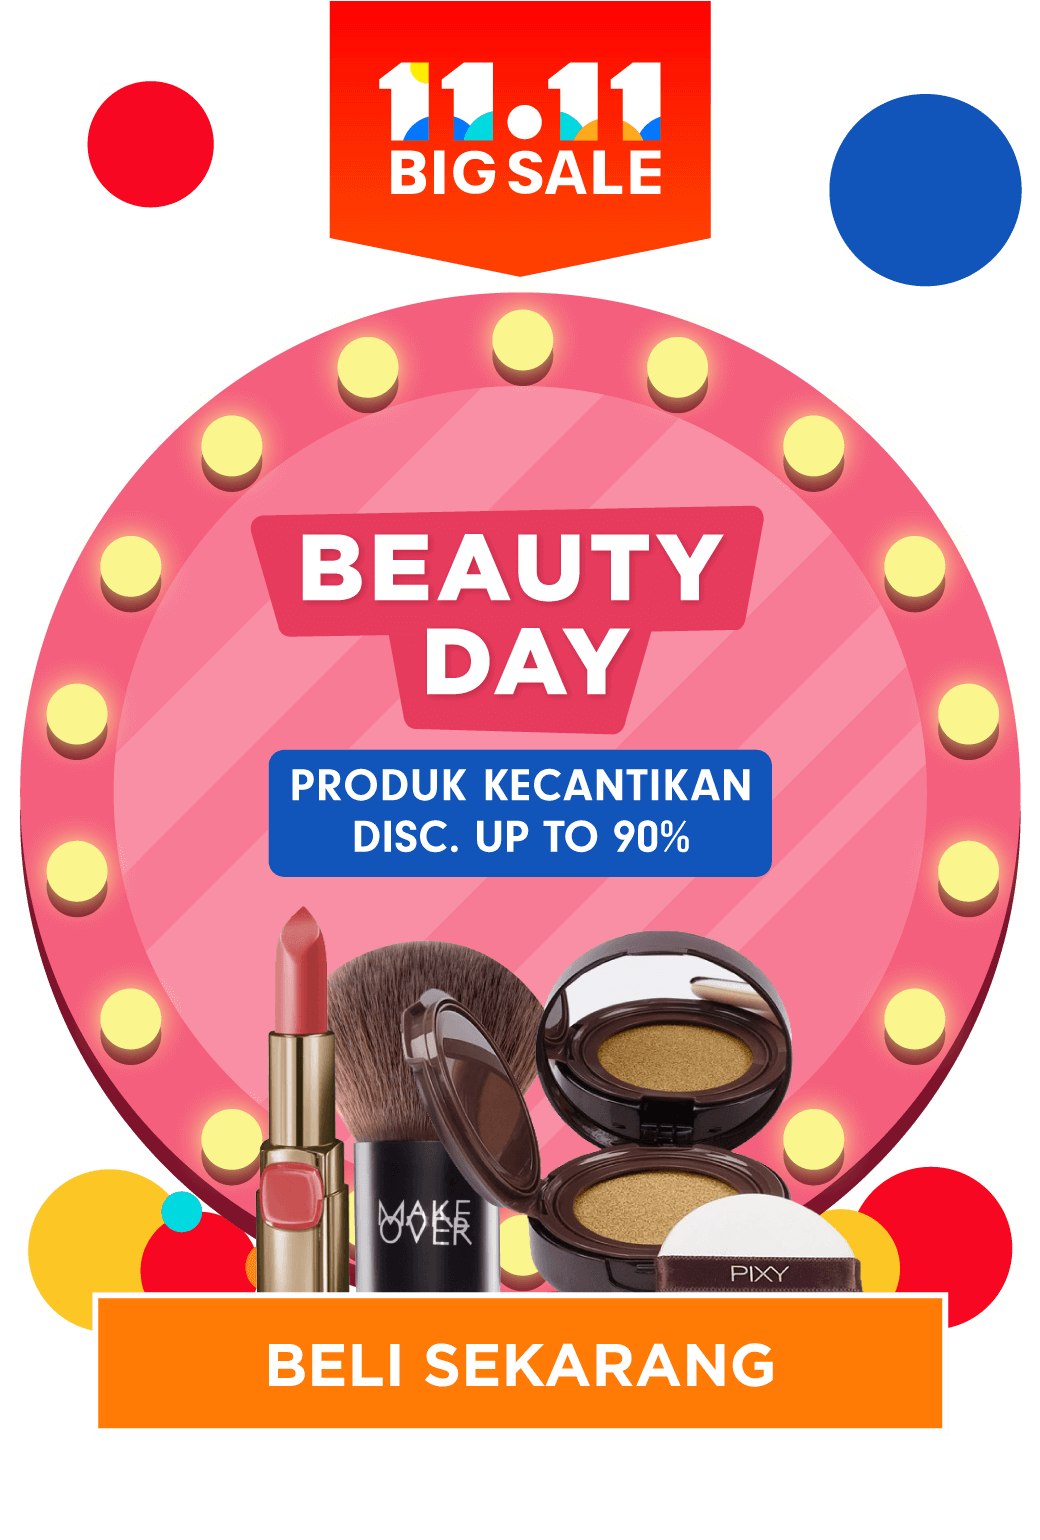 11.11
BIG SALE
BEAUTY
DAY
PRODUK KECANTIKAN
DISC. UP TO 90%
MAKE
OVER
PIXY
BELI SEKARANG